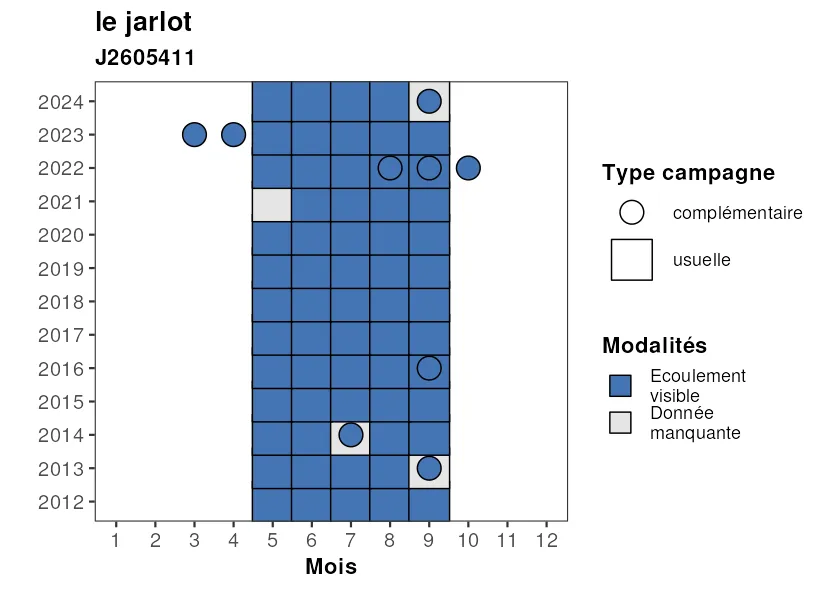 le jarlot
J2605411
2024
2023
2022
2021
2020
2019
2018
2017
2016
2015
2014
2013
2012
1 2 3 4 5 6 7 8 9 10 11 12
Mois
Type campagne
complémentaire
usuelle
Modalités
Ecoulement
visible
Donnée
manquante